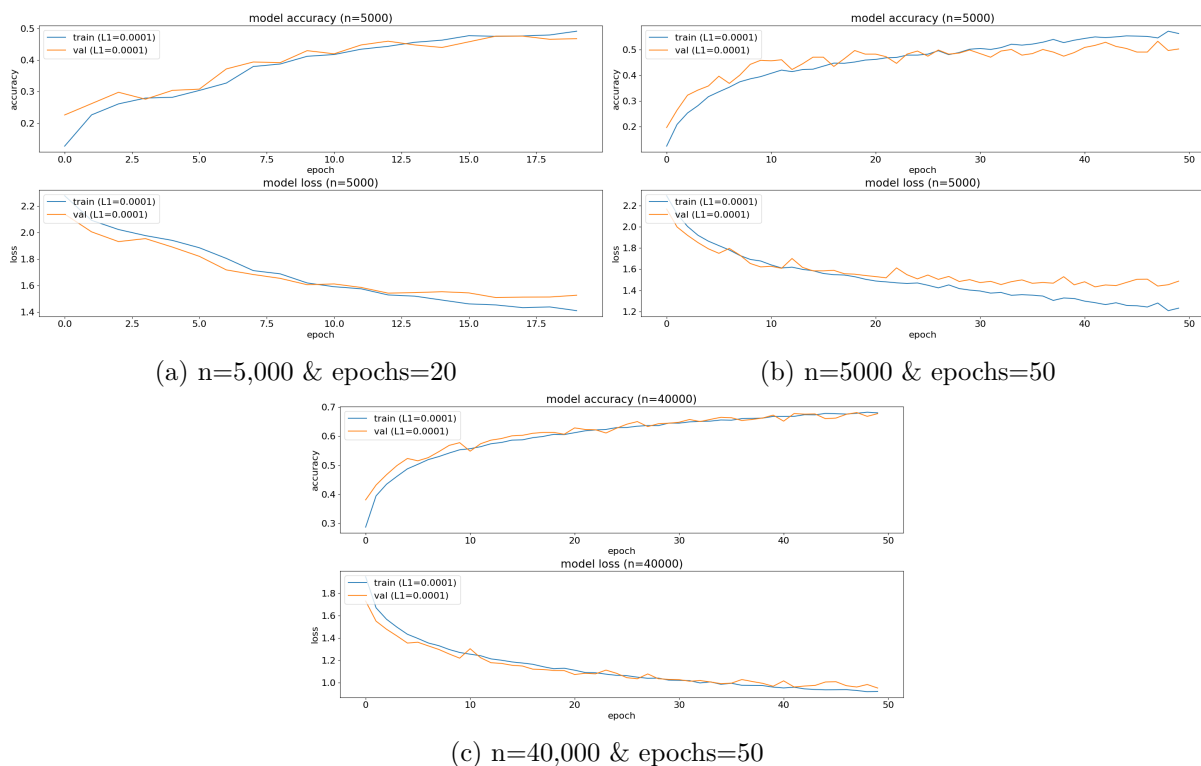 model accuracy (n=5000)
train (L1=0.0001)
val (L1=0.0001)
accuracy
0.5
0.4
0.3
0.2
0.0 2.5 5.0 7.5 10.0 12.5 15.0 17.5
epoch
model loss (n=5000)
train (L1=0.0001)
val (L1=0.0001)
loss
2.2
2.0
1.8
1.6
1.4
0.0 2.5 5.0 7.5 10.0 12.5 15.0 17.5
epoch
(a) n=5,000 & epochs=20
model accuracy (n=5000)
train (L1=0.0001)
val (L1=0.0001)
accuracy
0.5
0.4
0.3
0.2
0 10 20 30 40 50
epoch
model loss (n=5000)
train (L1=0.0001)
val (L1=0.0001)
loss
2.2
2.0
1.8
1.6
1.4
1.2
0 10 20 30 40 50
epoch
(b) n=5000 & epochs=50
model accuracy (n=40000)
train (L1=0.0001)
val (L1=0.0001)
accuracy
0.7
0.6
0.5
0.4
0.3
0 10 20 30 40 50
epoch
model loss (n=40000)
train (L1=0.0001)
val (L1=0.0001)
loss
1.8
1.6
1.4
1.2
1.0
0 10 20 30 40 50
epoch
(c) n=40,000 & epochs=50